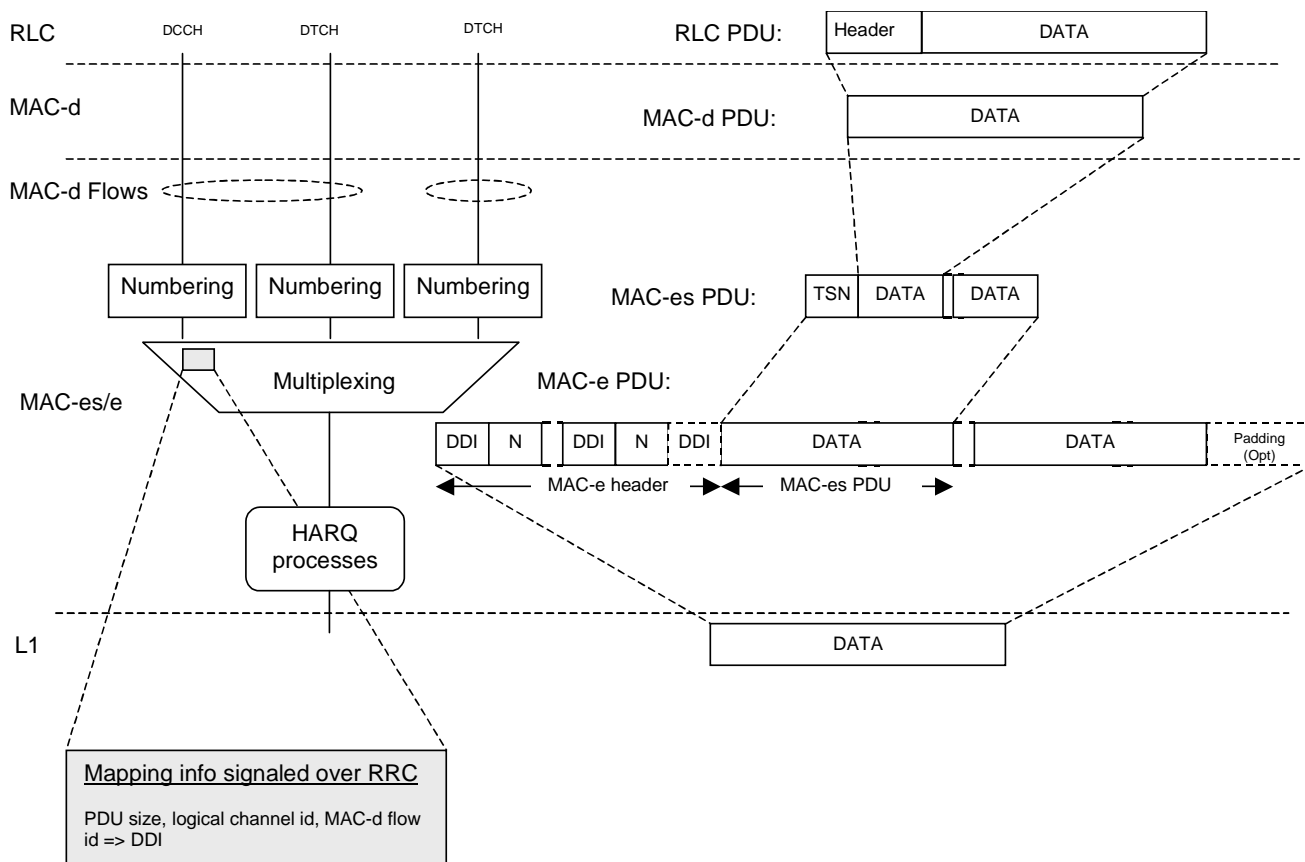 RLC
DCCH
DTCH
DTCH
RLC PDU:
Header
DATA
MAC-d
MAC-d PDU:
DATA
MAC-d Flows
Numbering
Numbering
Numbering
MAC-es PDU:
TSN
DATA
DATA
Multiplexing
MAC-e PDU:
MAC-es/e
DDI
N
DDI
N
DDI
DATA
DATA
Padding
(Opt)
MAC-e header
MAC-es PDU
HARQ
processes
L1
DATA
Mapping info signaled over RRC
PDU size, logical channel id, MAC-d flow
id => DDI